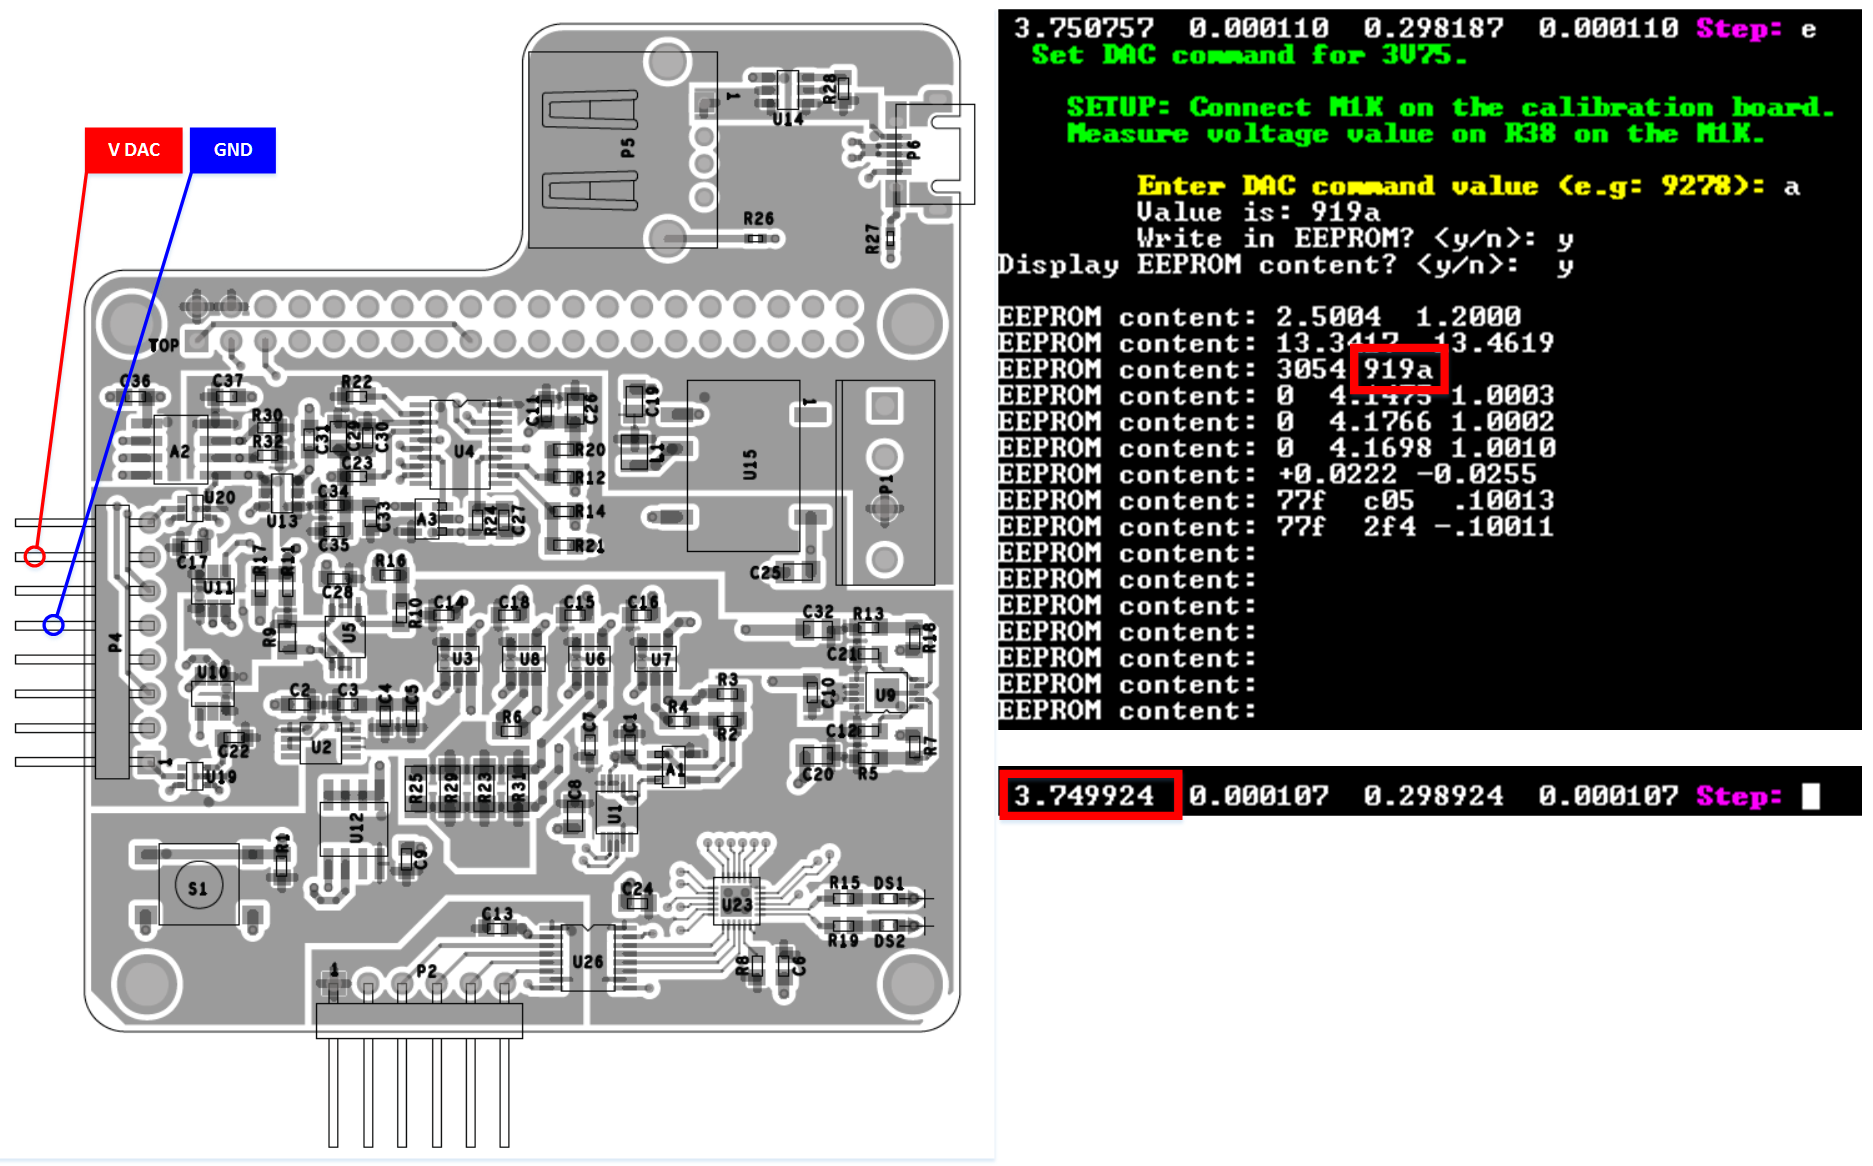 V DAC
GND
P5
1
U14
R28
P6
R26
R27
TOP
C36
C37
R22
C11
C26
C19
1
R30
R32
A2
C31
C29
C30
U4
R20
L1
U15
P1
C23
R12
U20
U13
C34
C33
A3
R24
C27
R14
C35
R21
C17
R17
R11
R16
C25
U11
C28
C14
C18
C15
C16
C32
R13
R10
R9
U5
P4
R18
C21
U3
U8
U6
U7
U10
R3
C10
U9
C2
C3
C4
C5
R6
C7
C1
R4
R2
C12
R7
C22
U2
1
U19
A1
C20
R5
R25
R29
R23
R31
C8
U1
U12
R1
C9
S1
C24
U23
R15
DS1
R19
DS2
C13
U26
R8
C6
1
P2
3.750757 0.000110 0.298187 0.000110 Step: e
Set DAC command for 3V75.
SETUP: Connect M1K on the calibration board.
Measure voltage value on R38 on the M1K.
Enter DAC command value (e.g: 9278): a
Value is: 919a
Write in EEPROM? <y/n>: y
Display EEPROM content? <y/n>: y
EEPROM content: 2.5004 1.2000
EEPROM content: 13.3417 13.4619
EEPROM content: 3054 919a
EEPROM content: 0 4.1475 1.0003
EEPROM content: 0 4.1766 1.0002
EEPROM content: 0 4.1698 1.0010
EEPROM content: +0.0222 -0.0255
EEPROM content: 77f c05 .10013
EEPROM content: 77f 2f4 -.10011
EEPROM content:
EEPROM content:
EEPROM content:
EEPROM content:
EEPROM content:
EEPROM content:
EEPROM content:
3.749924 0.000107 0.298924 0.000107 Step: